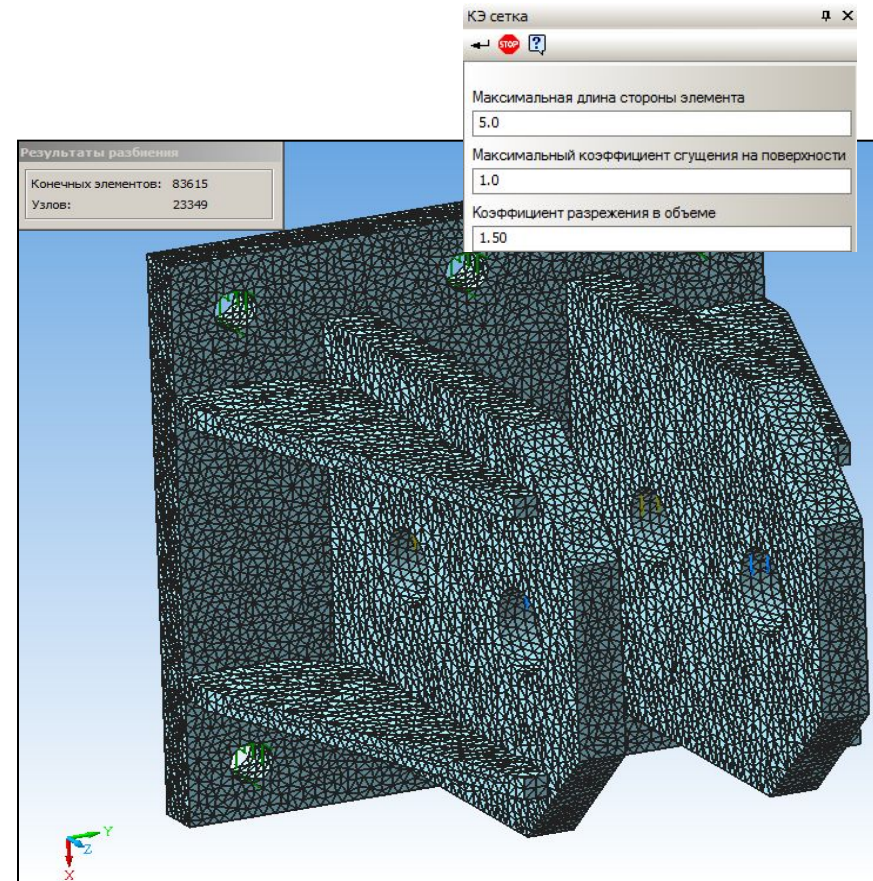 КЭ сетка
STOP
?
Максимальная длина стороны элемента
5.0
Максимальный коэффициент сгущения на поверхности
1.0
Коэффициент разрежения в объеме
1.50
Результаты разбиения
Конечных элементов: 83615
Узлов: 23349
Y
Z
X